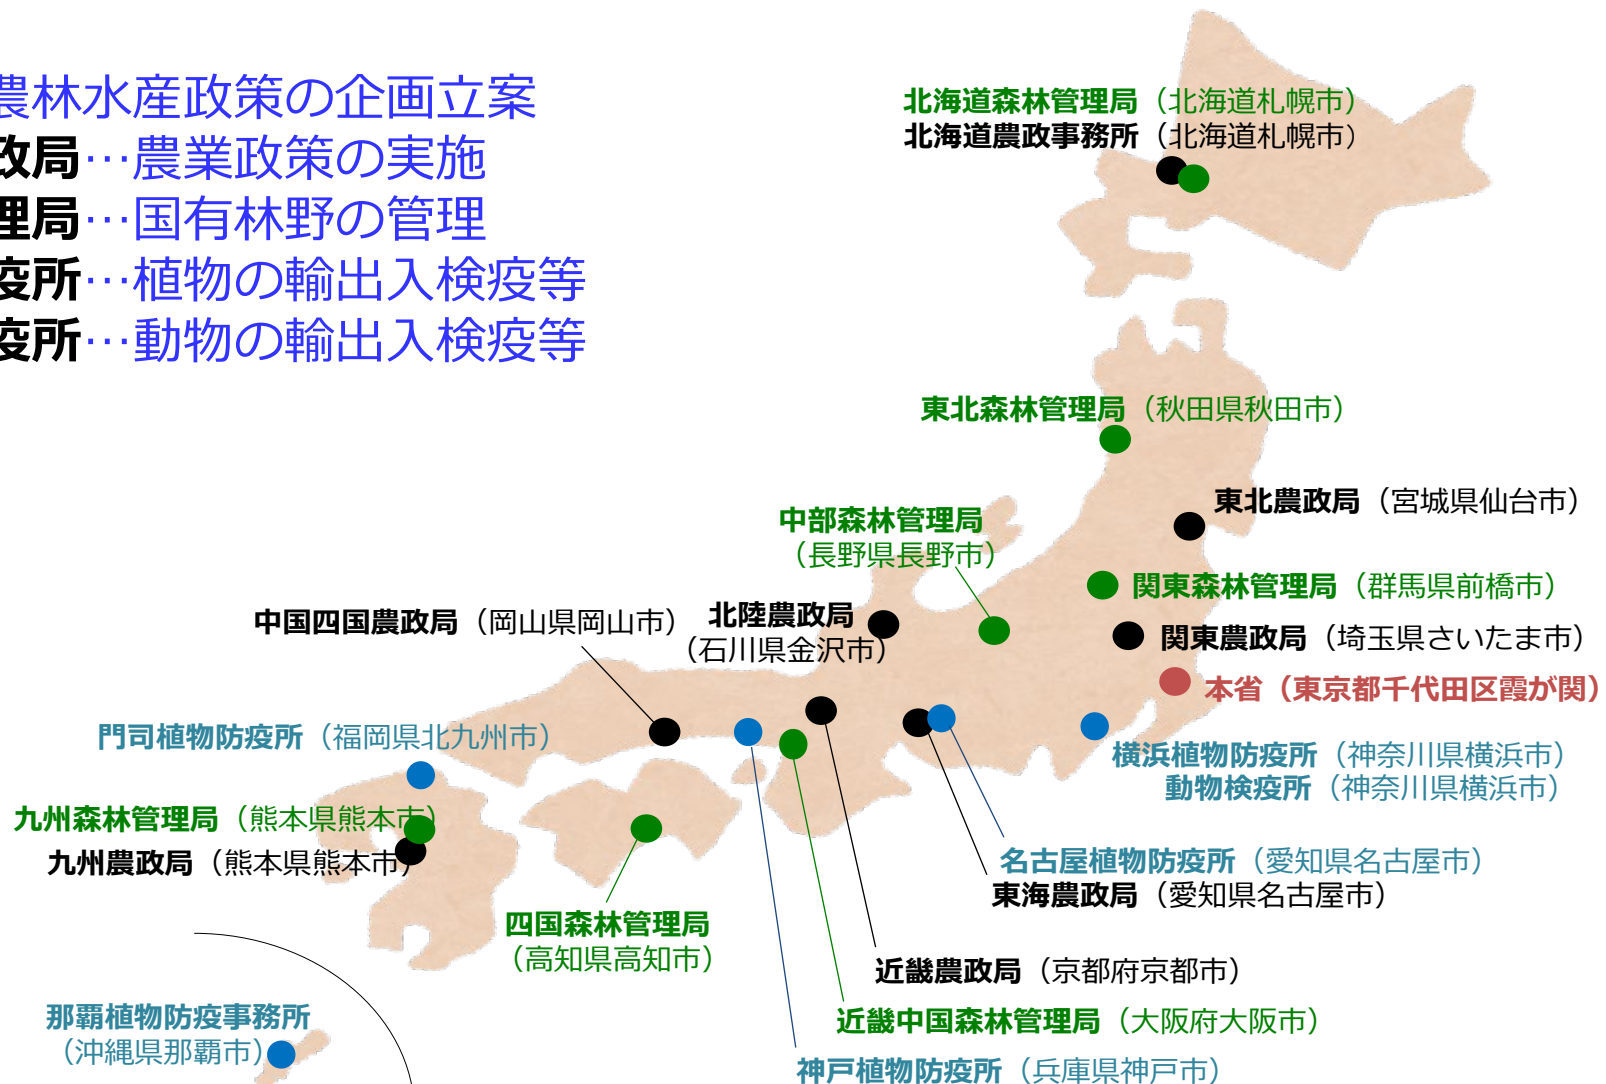 農林水産政策の企画立案
政局…農業政策の実施
理局…国有林野の管理
疫所…植物の輸出入検疫等
疫所…動物の輸出入検疫等
北海道森林管理局（北海道札幌市）
北海道農政事務所（北海道札幌市）
東北森林管理局（秋田県秋田市）
東北農政局（宮城県仙台市）
中部森林管理局
（長野県長野市）
関東森林管理局（群馬県前橋市）
中国四国農政局（岡山県岡山市）
北陸農政局
（石川県金沢市）
関東農政局（埼玉県さいたま市）
本省（東京都千代田区霞が関）
門司植物防疫所（福岡県北九州市）
横浜植物防疫所（神奈川県横浜市）
動物検疫所（神奈川県横浜市）
九州森林管理局（熊本県熊本市）
九州農政局（熊本県熊本市）
名古屋植物防疫所（愛知県名古屋市）
東海農政局（愛知県名古屋市）
四国森林管理局
（高知県高知市）
近畿農政局（京都府京都市）
近畿中国森林管理局（大阪府大阪市）
那覇植物防疫事務所
（沖縄県那覇市）
神戸植物防疫所（兵庫県神戸市）